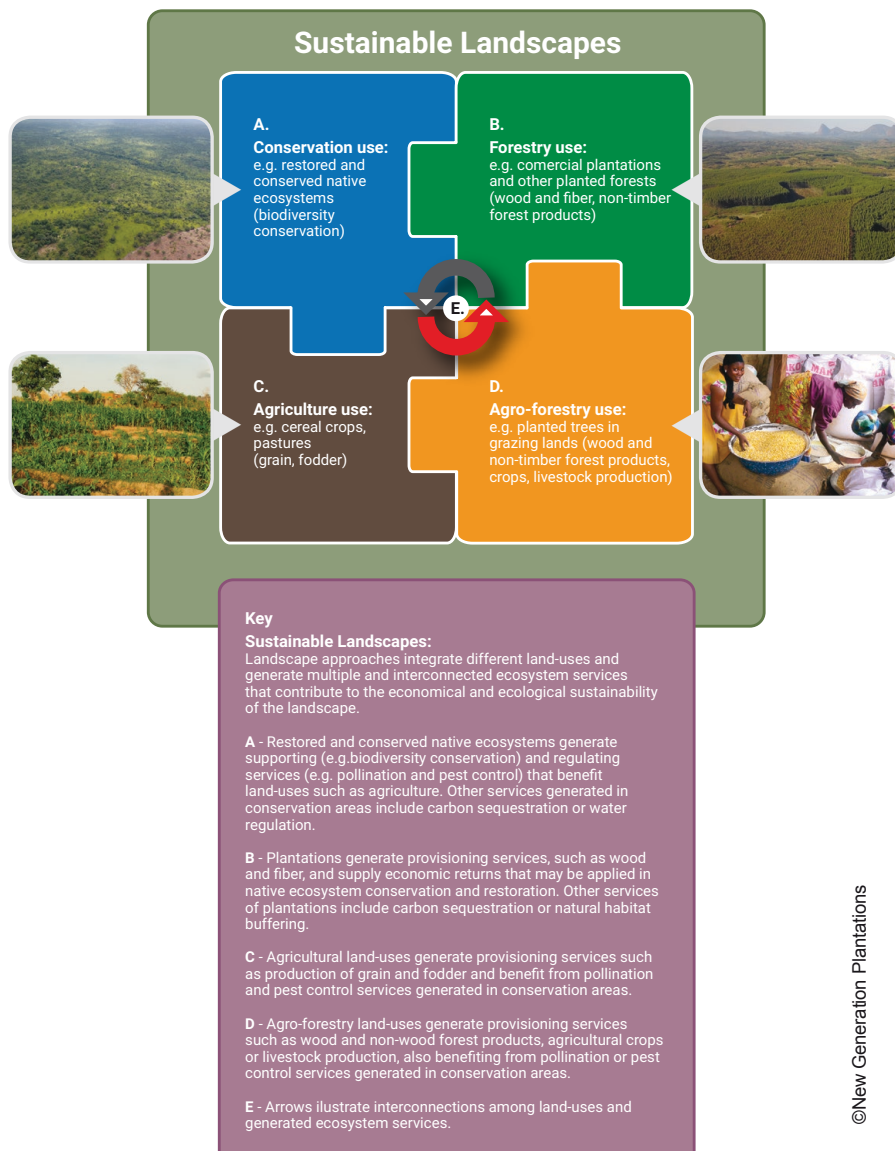 Sustainable Landscapes
A.
Conservation use:
e.g. restored and
conserved native
ecosystems
(biodiversity
conservation)
B.
Forestry use:
e.g. comercial plantations
and other planted forests
(wood and fiber, non-timber
forest products)
E.
C.
Agriculture use:
e.g. cereal crops,
pastures
(grain, fodder)
D.
Agro-forestry use:
e.g. planted trees in
grazing lands (wood and
non-timber forest products,
crops, livestock production)
Key
Sustainable Landscapes:
Landscape approaches integrate different land-uses and
generate multiple and interconnected ecosystem services
that contribute to the economical and ecological sustainability
of the landscape.
A - Restored and conserved native ecosystems generate
supporting (e.g.biodiversity conservation) and regulating
services (e.g. pollination and pest control) that benefit
land-uses such as agriculture. Other services generated in
conservation areas include carbon sequestration or water
regulation.
B - Plantations generate provisioning services, such as wood
and fiber, and supply economic returns that may be applied in
native ecosystem conservation and restoration. Other services
of plantations include carbon sequestration or natural habitat
buffering.
C - Agricultural land-uses generate provisioning services such
as production of grain and fodder and benefit from pollination
and pest control services generated in conservation areas.
D - Agro-forestry land-uses generate provisioning services
such as wood and non-wood forest products, agricultural crops
or livestock production, also benefiting from pollination or pest
control services generated in conservation areas.
E - Arrows ilustrate interconnections among land-uses and
generated ecosystem services.
©New Generation Plantations